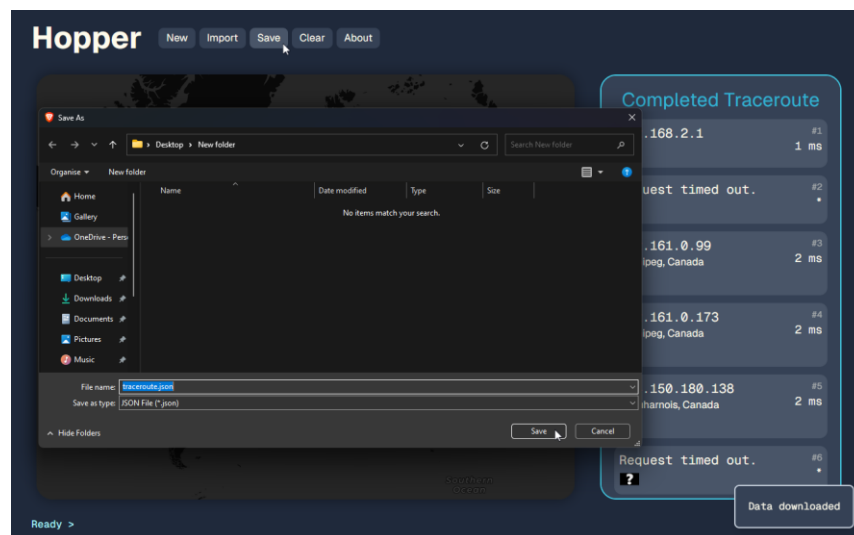 Hopper New Import Save Clear About
Completed Traceroute
Save As
Desktop › New folder
Search New folder
Organise New folder
Name Date modified Type Size
No items match your search.
Home
Gallery
OneDrive - Pers
Desktop
Downloads
Documents
Pictures
Music
File name: traceroute.json
Save as type: JSON File (*.json)
Hide Folders
Save Cancel
.168.2.1 #1
1 ms
uest timed out. #2
*
.161.0.99 #3
ipeg, Canada 2 ms
.161.0.173 #4
ipeg, Canada 2 ms
.150.180.138 #5
harnois, Canada 2 ms
Request timed out. #6
?
*
Southern
Ocean
Data downloaded
Ready >